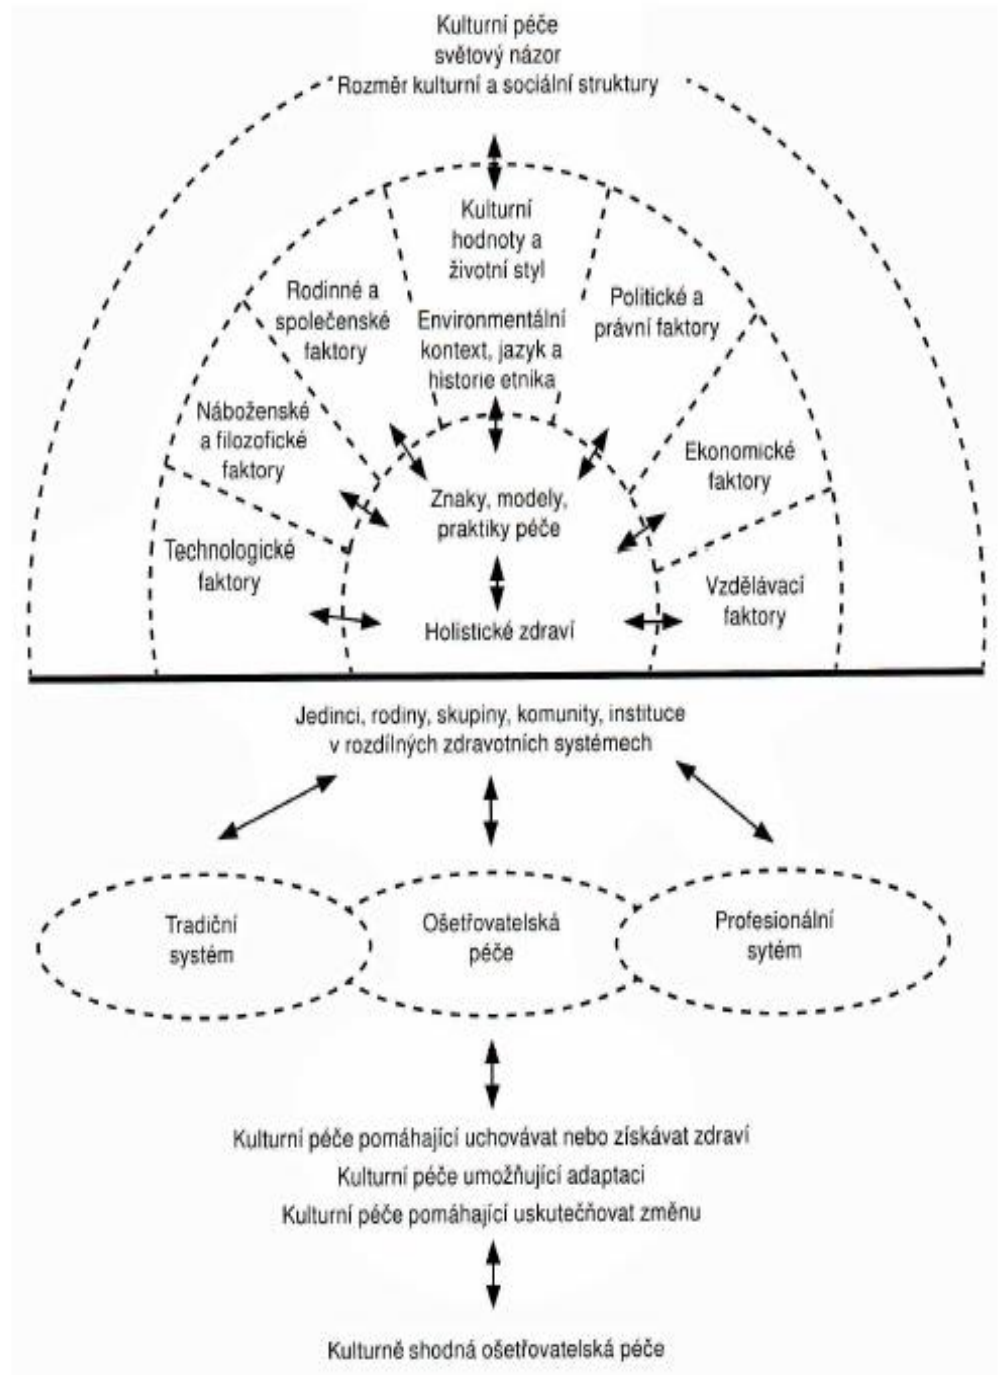 Kulturní péče
světový názor
Rozměr kulturní a sociální struktury
Kulturní
hodnoty a
životní styl
Rodinné a
společenské
faktory
Environmentální
kontext, jazyk a
historie etnika
Politické a
právní faktory
Náboženské
a filozofické
faktory
Ekonomické
faktory
Znaky, modely,
praktiky péče
Technologické
faktory
Vzdělávací
faktory
Holistické zdraví
Jedinci, rodiny, skupiny, komunity, instituce
v rozdílných zdravotních systémech
Tradiční
systém
Ošetřovatelská
péče
Profesionální
sytém
Kulturní péče pomáhající uchovávat nebo získávat zdraví
Kulturní péče umožňující adaptaci
Kulturní péče pomáhající uskutečňovat změnu
Kulturně shodná ošetřovatelská péče